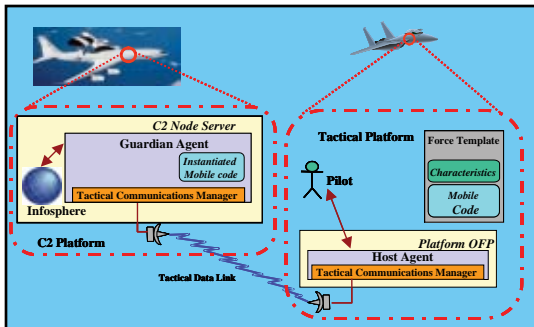 C2 Node Server
Guardian Agent
Instantiated
Mobile code
Tactical Communications Manager
Infosphere
C2 Platform
Tactical Data Link
Tactical Platform
Force Template
Characteristics
Mobile
Code
Pilot
Platform OFP
Host Agent
Tactical Communications Manager